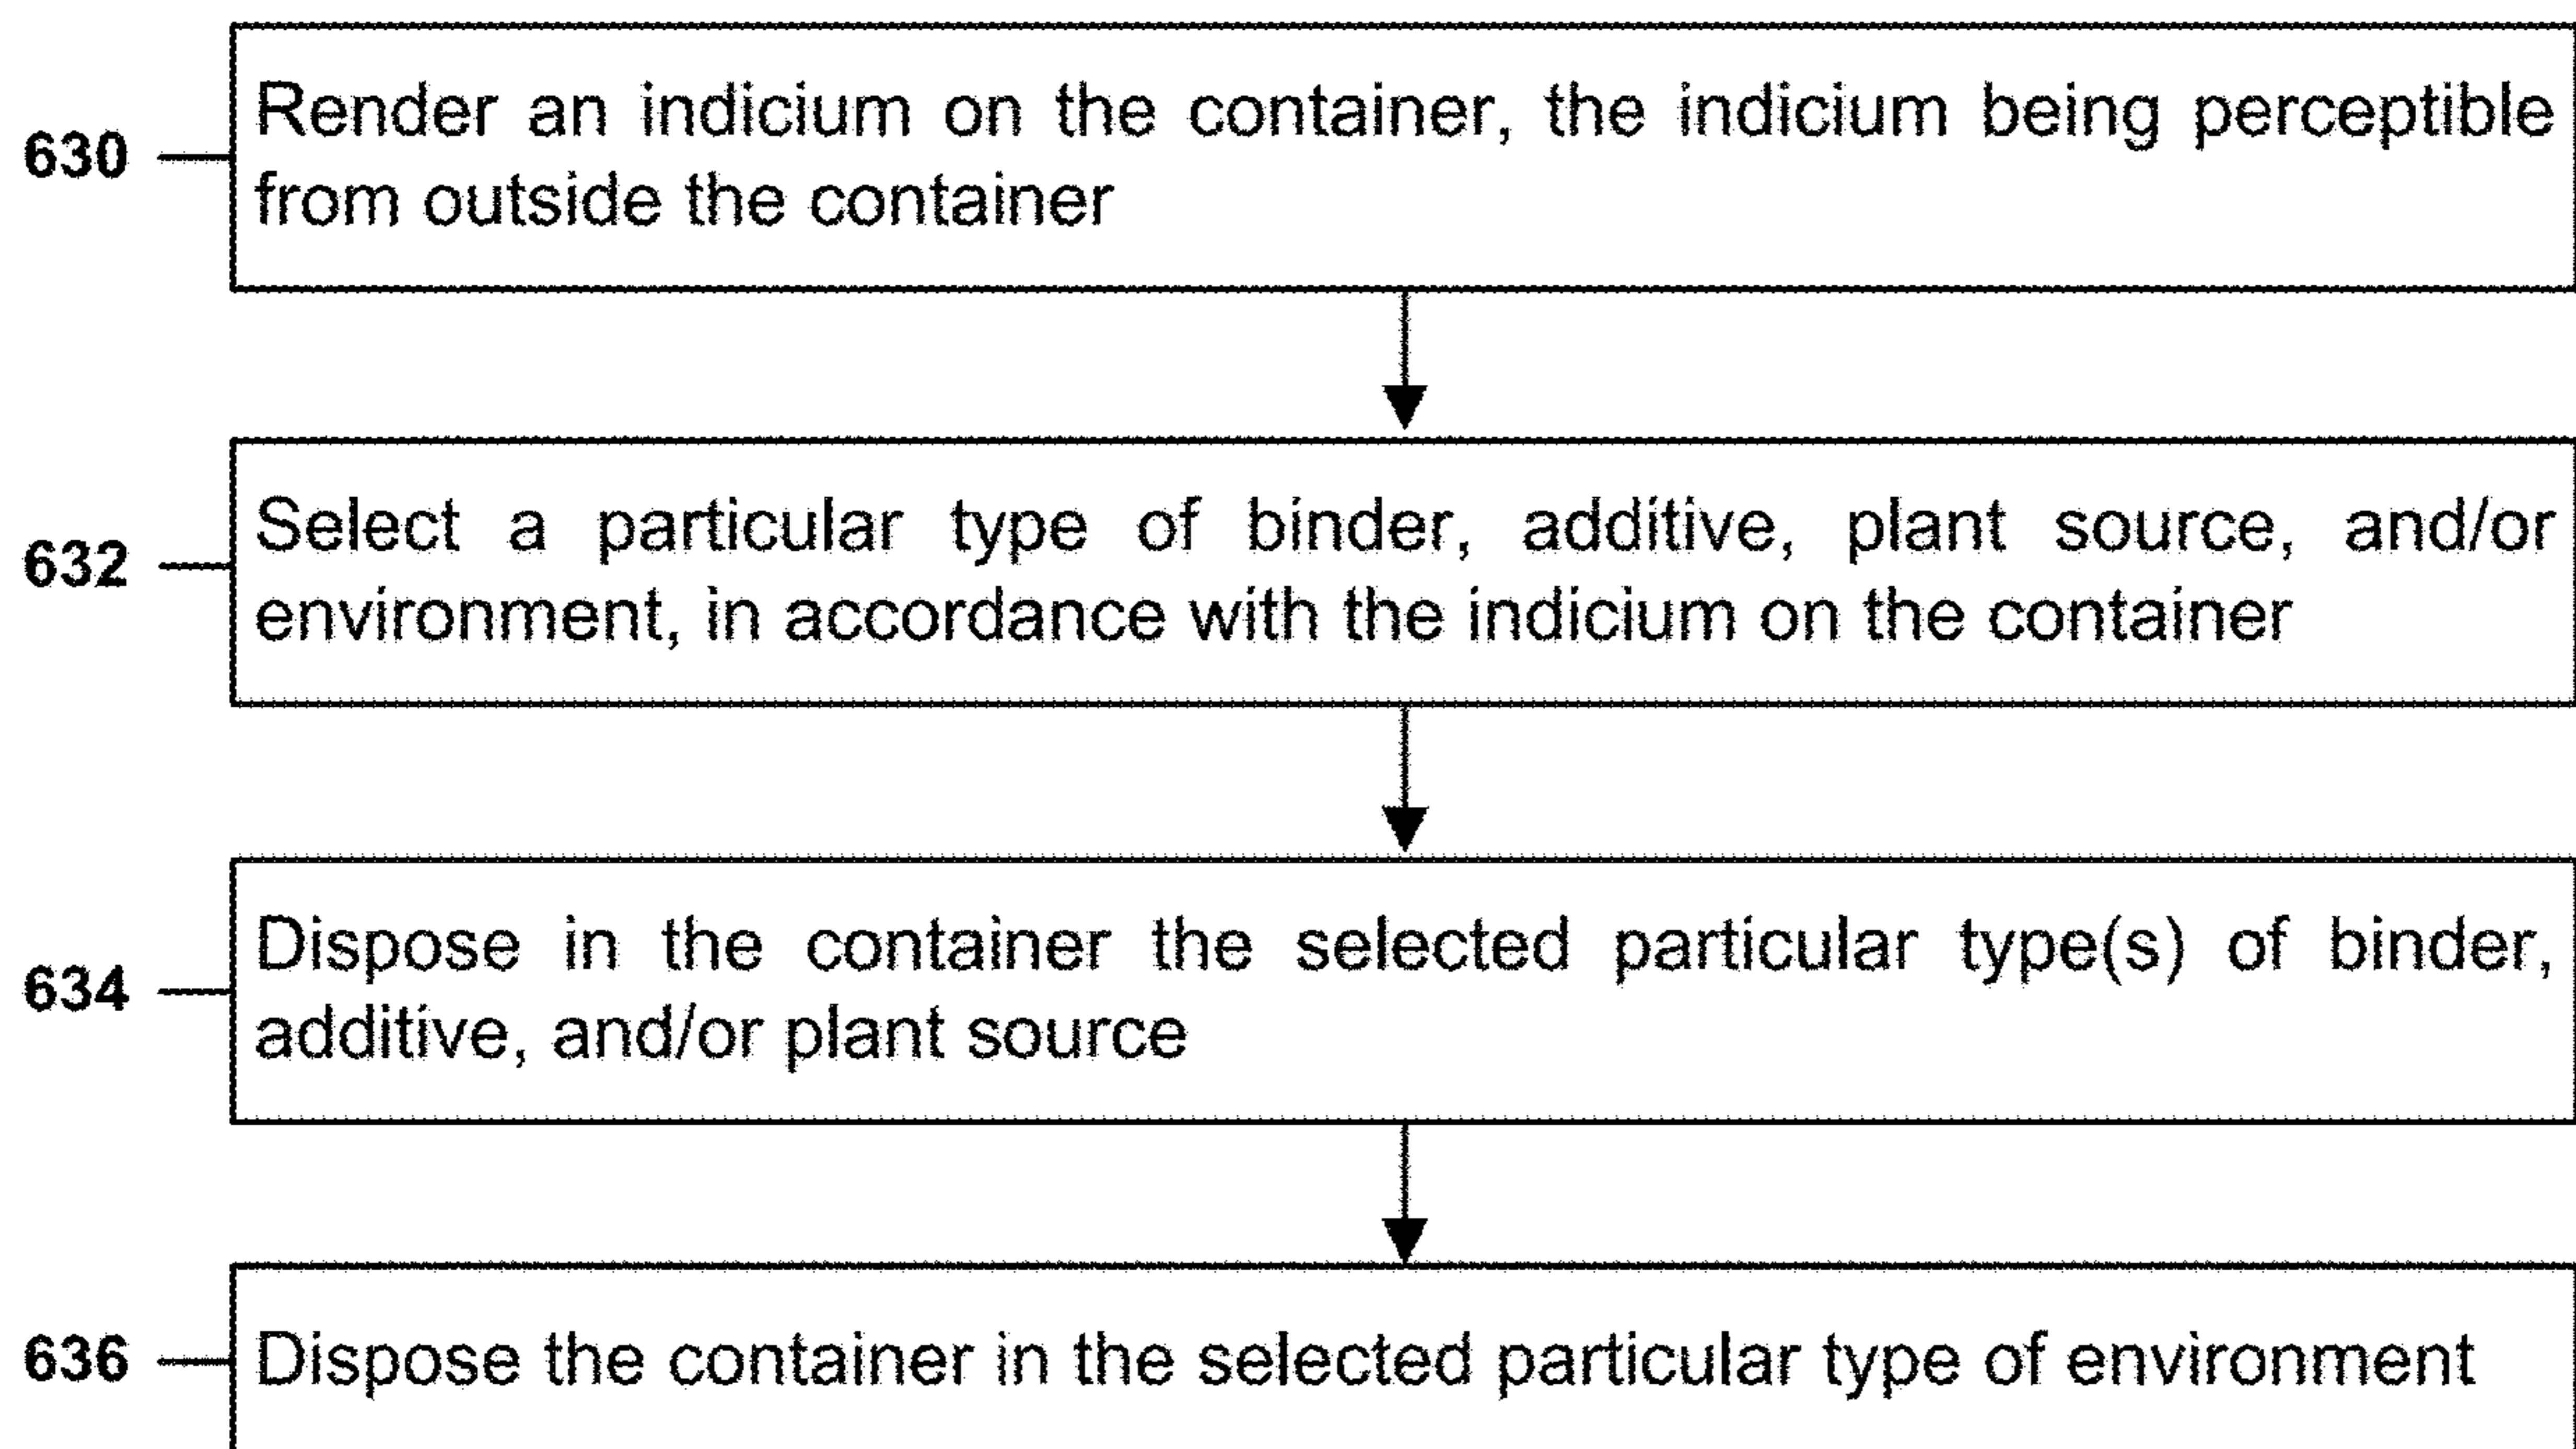 630
Render an indicium on the container, the indicium being perceptible
from outside the container
632
Select a particular type of binder, additive, plant source, and/or
environment, in accordance with the indicium on the container
634
Dispose in the container the selected particular type(s) of binder,
additive, and/or plant source
636
Dispose the container in the selected particular type of environment